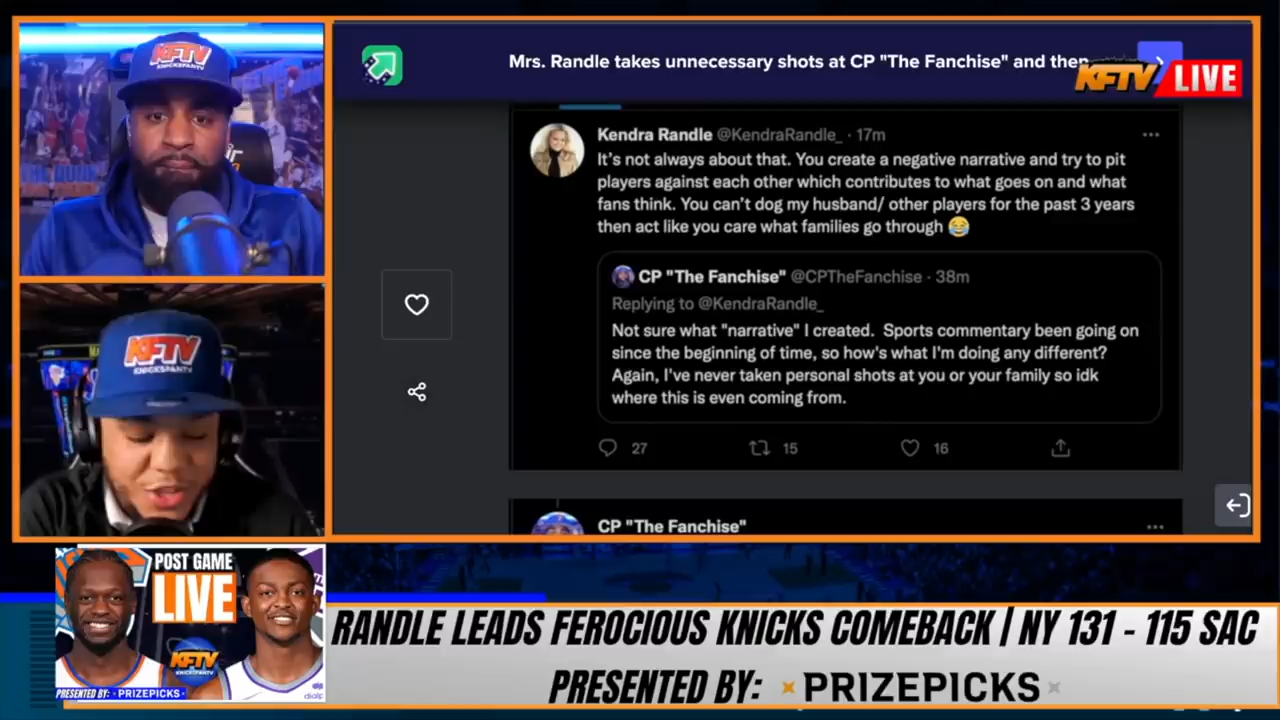 KFTV
KNICKSFANTV
Mrs. Randle takes unnecessary shots at CP "The Fanchise" and then
KFTV LIVE
Kendra Randle @KendraRandle_ · 17m
It's not always about that. You create a negative narrative and try to pit
players against each other which contributes to what goes on and what
fans think. You can't dog my husband/ other players for the past 3 years
then act like you care what families go through 😂
CP "The Fanchise" @CPTheFanchise · 38m
Replying to @KendraRandle_
Not sure what "narrative" I created. Sports commentary been going on
since the beginning of time, so how's what I'm doing any different?
Again, I've never taken personal shots at you or your family so idk
where this is even coming from.
27 15 16
CP "The Fanchise"
KFTV
KNICKSFANTV
POST GAME
LIVE
KFTV
KNICKSFANTV
PRESENTED BY: PRIZEPICKS
RANDLE LEADS FEROCIOUS KNICKS COMEBACK | NY 131 - 115 SAC
PRESENTED BY: PRIZEPICKS